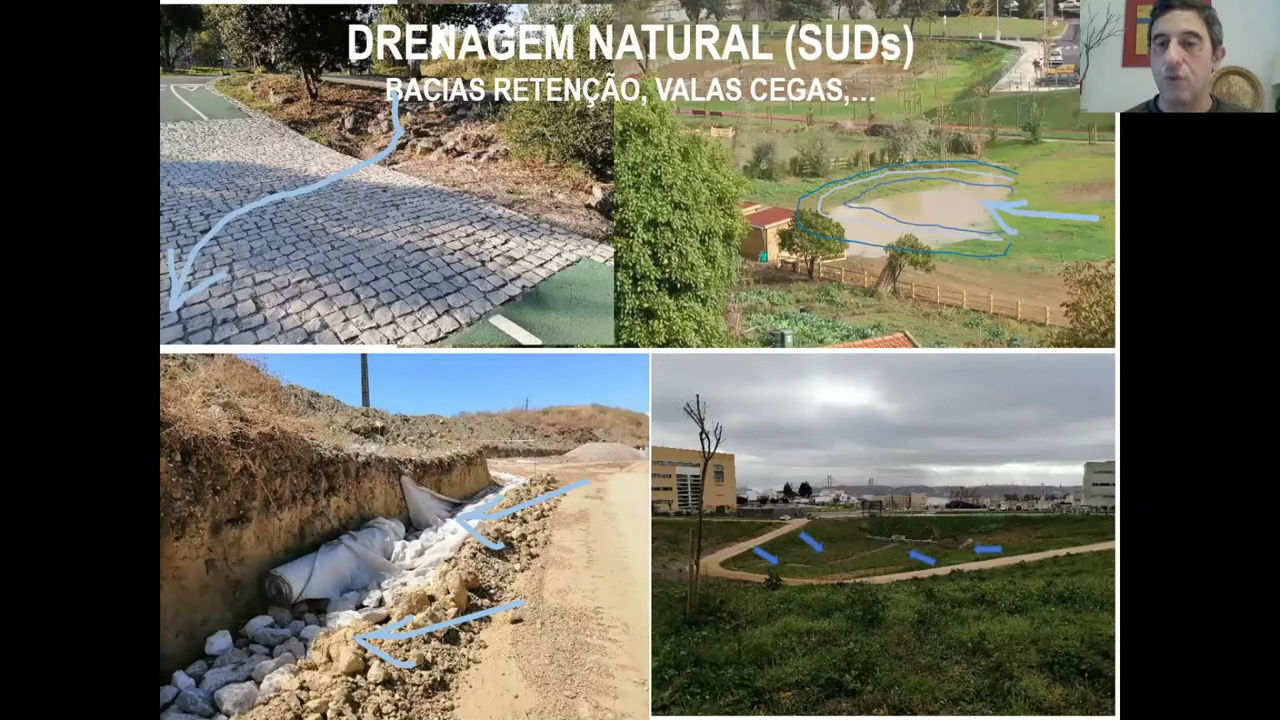 DRENAGEM NATURAL (SUDs)
BACIAS RETENÇÃO, VALAS CEGAS,...